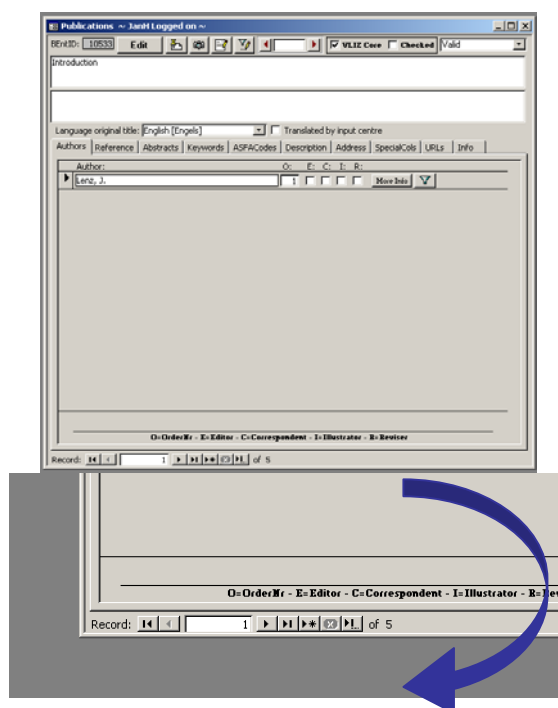 Publications ~ JanH Logged on ~
BEntID: 10533 Edit VLIZ Core Checked Valid
Introduction
Language original title: English [Engels] Translated by input centre
Authors Reference Abstracts Keywords ASFACodes Description Address SpecialCols URLs Info
Author: O: E: C: I: R:
Lenz, J. 1 More Info
O=OrderNr - E=Editor - C=Correspondent - I=Illustrator - R=Reviser
Record: 1 of 5
O=OrderNr - E=Editor - C=Correspondent - I=Illustrator - R=Rev
Record: 1 of 5